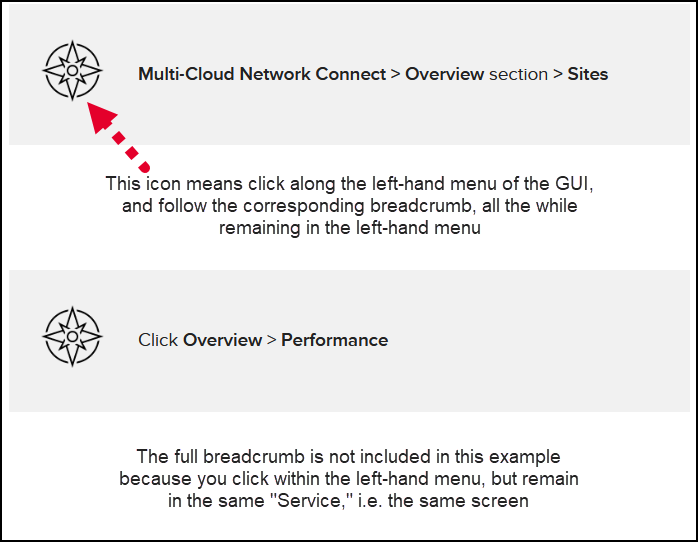 Multi-Cloud Network Connect > Overview section > Sites
This icon means click along the left-hand menu of the GUI,
and follow the corresponding breadcrumb, all the while
remaining in the left-hand menu
Click Overview > Performance
The full breadcrumb is not included in this example
because you click within the left-hand menu, but remain
in the same "Service," i.e. the same screen